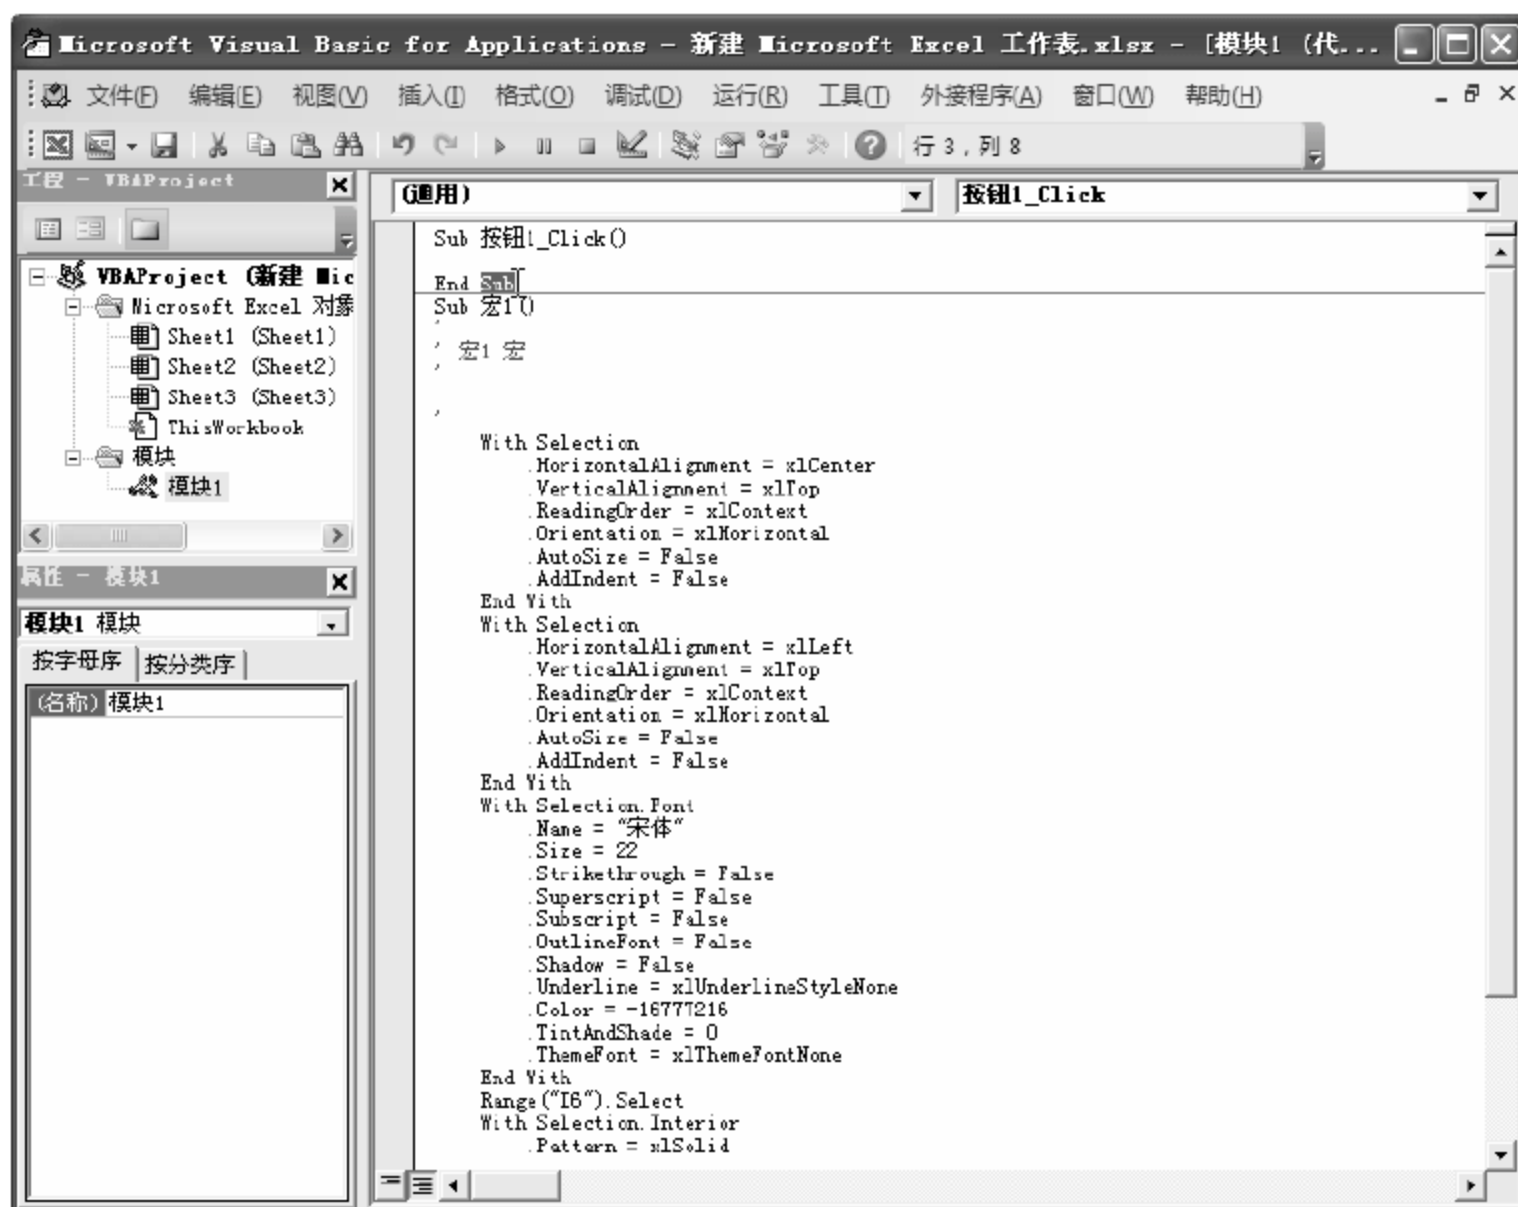 Microsoft Visual Basic for Applications - 新建 Microsoft Excel 工作表.xlsx - [模块1 (代...
文件(F) 编辑(E) 视图(V) 插入(I) 格式(O) 调试(D) 运行(R) 工具(T) 外接程序(A) 窗口(W) 帮助(H)
行 3 , 列 8
工程 - VBAProject
(通用) 按钮1_Click
VBAProject (新建 Mic
Microsoft Excel 对象
Sheet1 (Sheet1)
Sheet2 (Sheet2)
Sheet3 (Sheet3)
ThisWorkbook
模块
模块1
属性 - 模块1
模块1 模块
按字母序 按分类序
(名称) 模块1
Sub 按钮1_Click()
End Sub
Sub 宏1()
'
' 宏1 宏
'
'
With Selection
.HorizontalAlignment = xlCenter
.VerticalAlignment = xlTop
.ReadingOrder = xlContext
.Orientation = xlHorizontal
.AutoSize = False
.AddIndent = False
End With
With Selection
.HorizontalAlignment = xlLeft
.VerticalAlignment = xlTop
.ReadingOrder = xlContext
.Orientation = xlHorizontal
.AutoSize = False
.AddIndent = False
End With
With Selection.Font
.Name = "宋体"
.Size = 22
.Strikethrough = False
.Superscript = False
.Subscript = False
.OutlineFont = False
.Shadow = False
.Underline = xlUnderlineStyleNone
.Color = -16777216
.TintAndShade = 0
.ThemeFont = xlThemeFontNone
End With
Range("I6").Select
With Selection.Interior
.Pattern = xlSolid